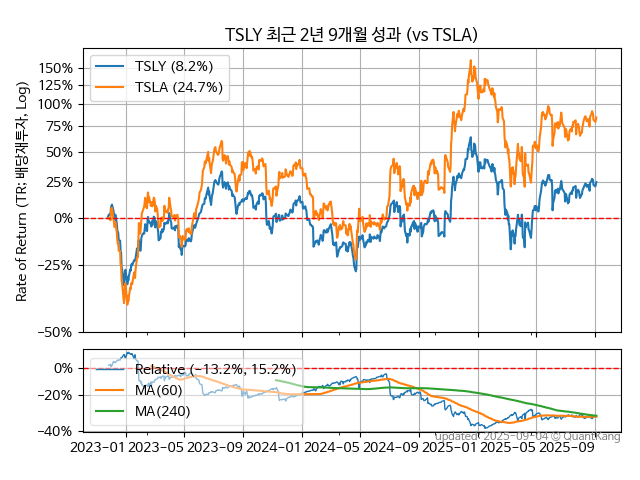 TSLY 최근 2년 9개월 성과 (vs TSLA)
Rate of Return (TR: 배당재투자, Log)
150%
125%
100%
75%
50%
25%
0%
−25%
−50%
TSLY (8.2%)
TSLA (24.7%)
0%
−20%
−40%
Relative (−13.2%, 15.2%)
MA(60)
MA(240)
2023-01 2023-05 2023-09 2024-01 2024-05 2024-09 2025-01 2025-05 2025-09
updated: 2025-09-04 © QuantKang